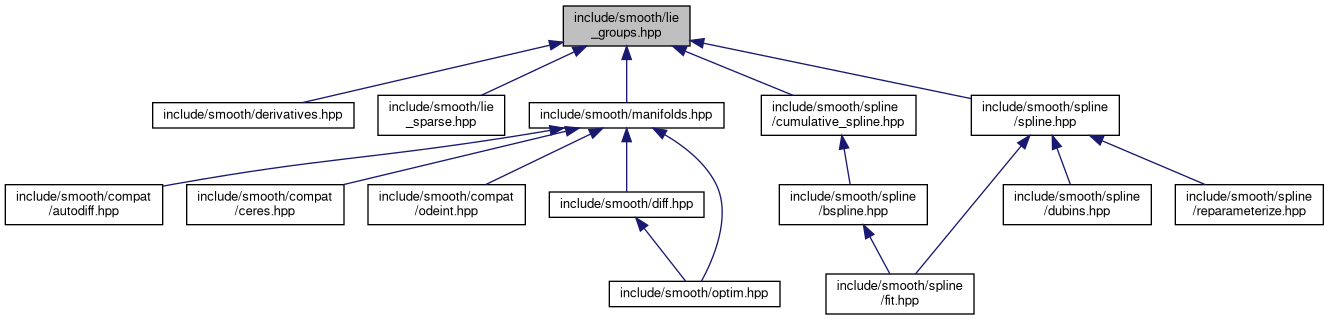 include/smooth/lie
_groups.hpp
include/smooth/derivatives.hpp
include/smooth/lie
_sparse.hpp
include/smooth/manifolds.hpp
include/smooth/spline
/cumulative_spline.hpp
include/smooth/spline
/spline.hpp
include/smooth/compat
/autodiff.hpp
include/smooth/compat
/ceres.hpp
include/smooth/compat
/odeint.hpp
include/smooth/diff.hpp
include/smooth/spline
/bspline.hpp
include/smooth/spline
/dubins.hpp
include/smooth/spline
/reparameterize.hpp
include/smooth/optim.hpp
include/smooth/spline
/fit.hpp